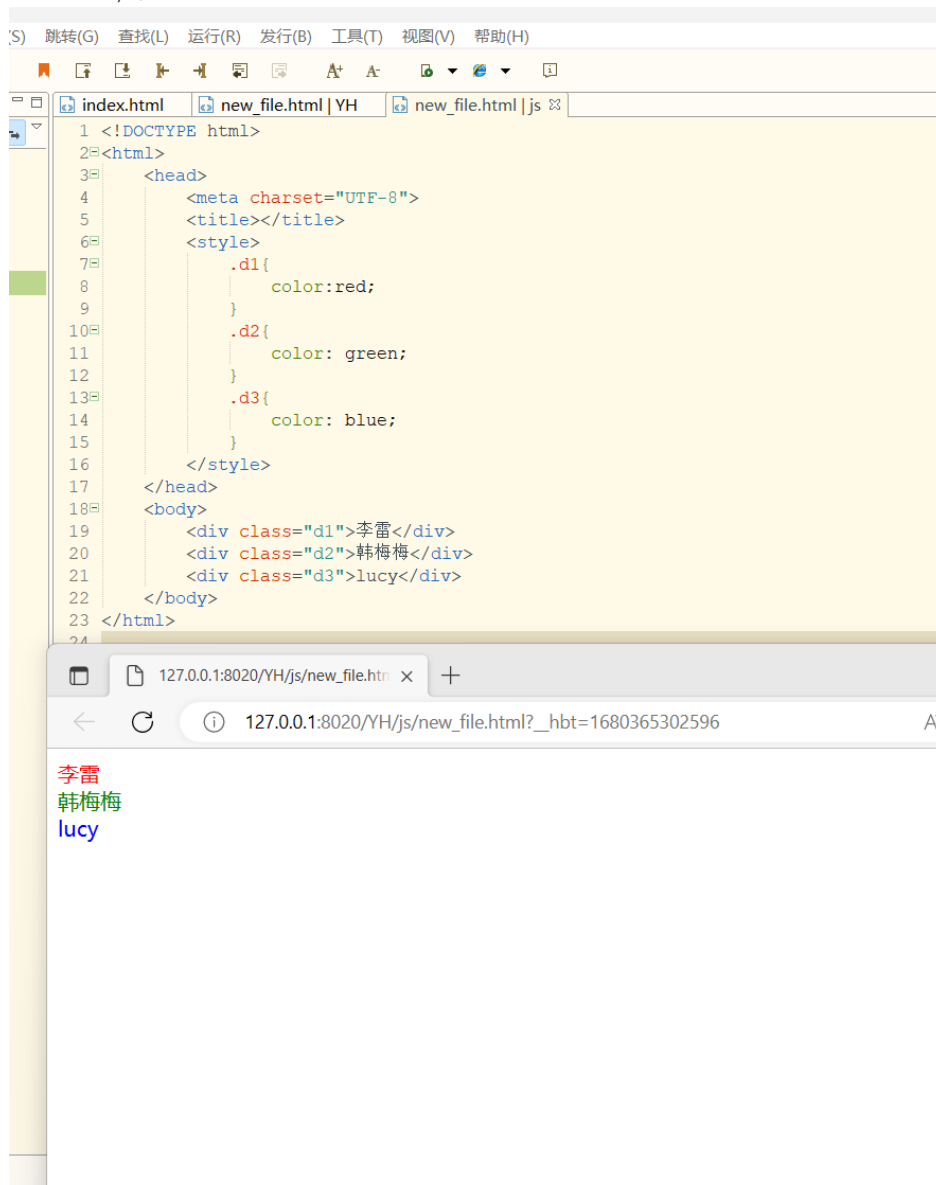 (S) 跳转(G) 查找(L) 运行(R) 发行(B) 工具(T) 视图(V) 帮助(H)
A+ A-
index.html new_file.html | YH new_file.html | js
1 <!DOCTYPE html>
2 <html>
3 <head>
4 <meta charset="UTF-8">
5 <title></title>
6 <style>
7 .d1{
8 color:red;
9 }
10 .d2{
11 color: green;
12 }
13 .d3{
14 color: blue;
15 }
16 </style>
17 </head>
18 <body>
19 <div class="d1">李雷</div>
20 <div class="d2">韩梅梅</div>
21 <div class="d3">lucy</div>
22 </body>
23 </html>
24
127.0.0.1:8020/YH/js/new_file.htn
127.0.0.1:8020/YH/js/new_file.html?__hbt=1680365302596
李雷
韩梅梅
lucy